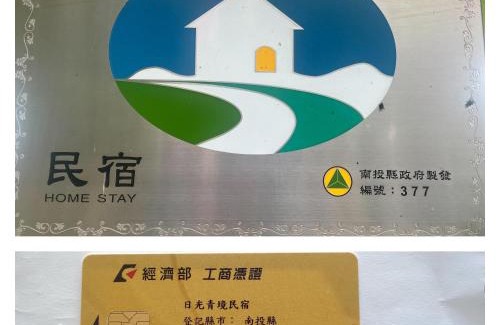 民宿
HOME STAY
南投縣政府製發
編號：377
經濟部 工商憑證
日光青境民宿
登記縣市： 南投縣